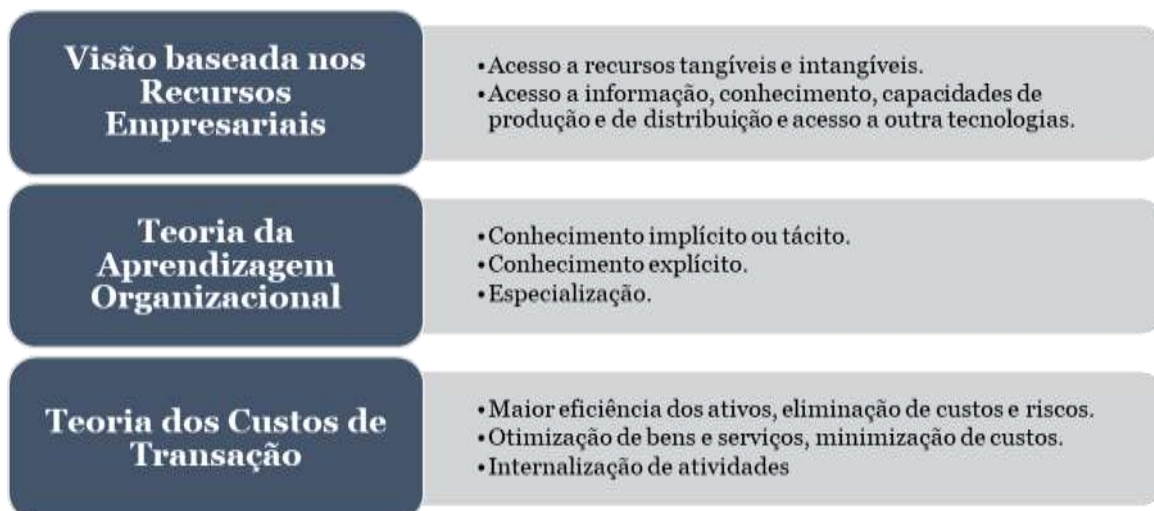 Visão baseada nos
Recursos
Empresariais
•Acesso a recursos tangíveis e intangíveis.
•Acesso a informação, conhecimento, capacidades de
produção e de distribuição e acesso a outra tecnologias.
Teoria da
Aprendizagem
Organizacional
•Conhecimento implícito ou tácito.
•Conhecimento explícito.
•Especialização.
Teoria dos Custos de
Transação
•Maior eficiência dos ativos, eliminação de custos e riscos.
•Otimização de bens e serviços, minimização de custos.
•Internalização de atividades